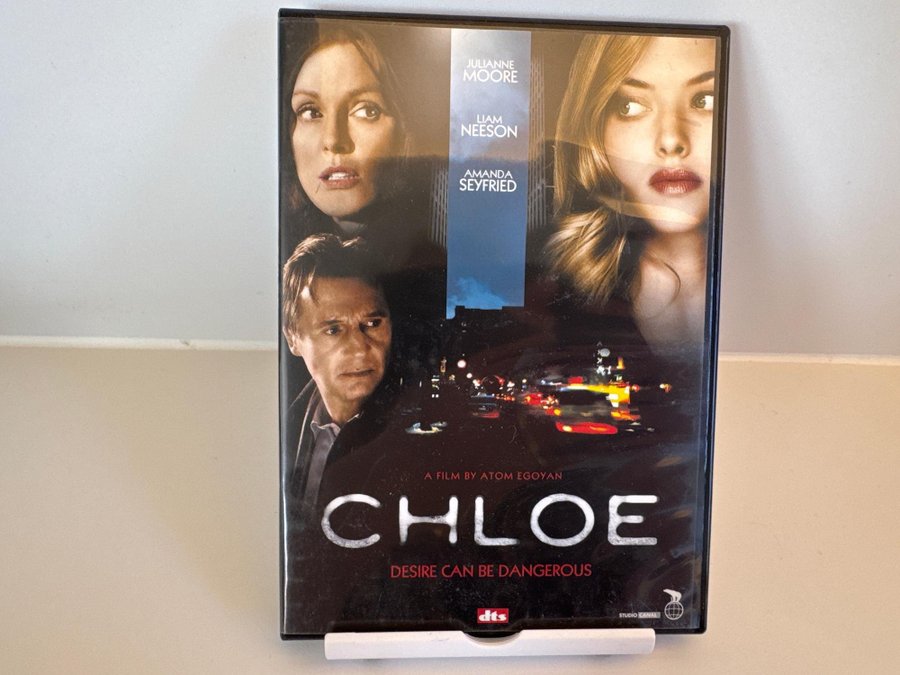 JULIANNE
MOORE
LIAM
NEESON
AMANDA
SEYFRIED
A FILM BY ATOM EGOYAN
CHLOE
DESIRE CAN BE DANGEROUS
dts
STUDIO CANAL